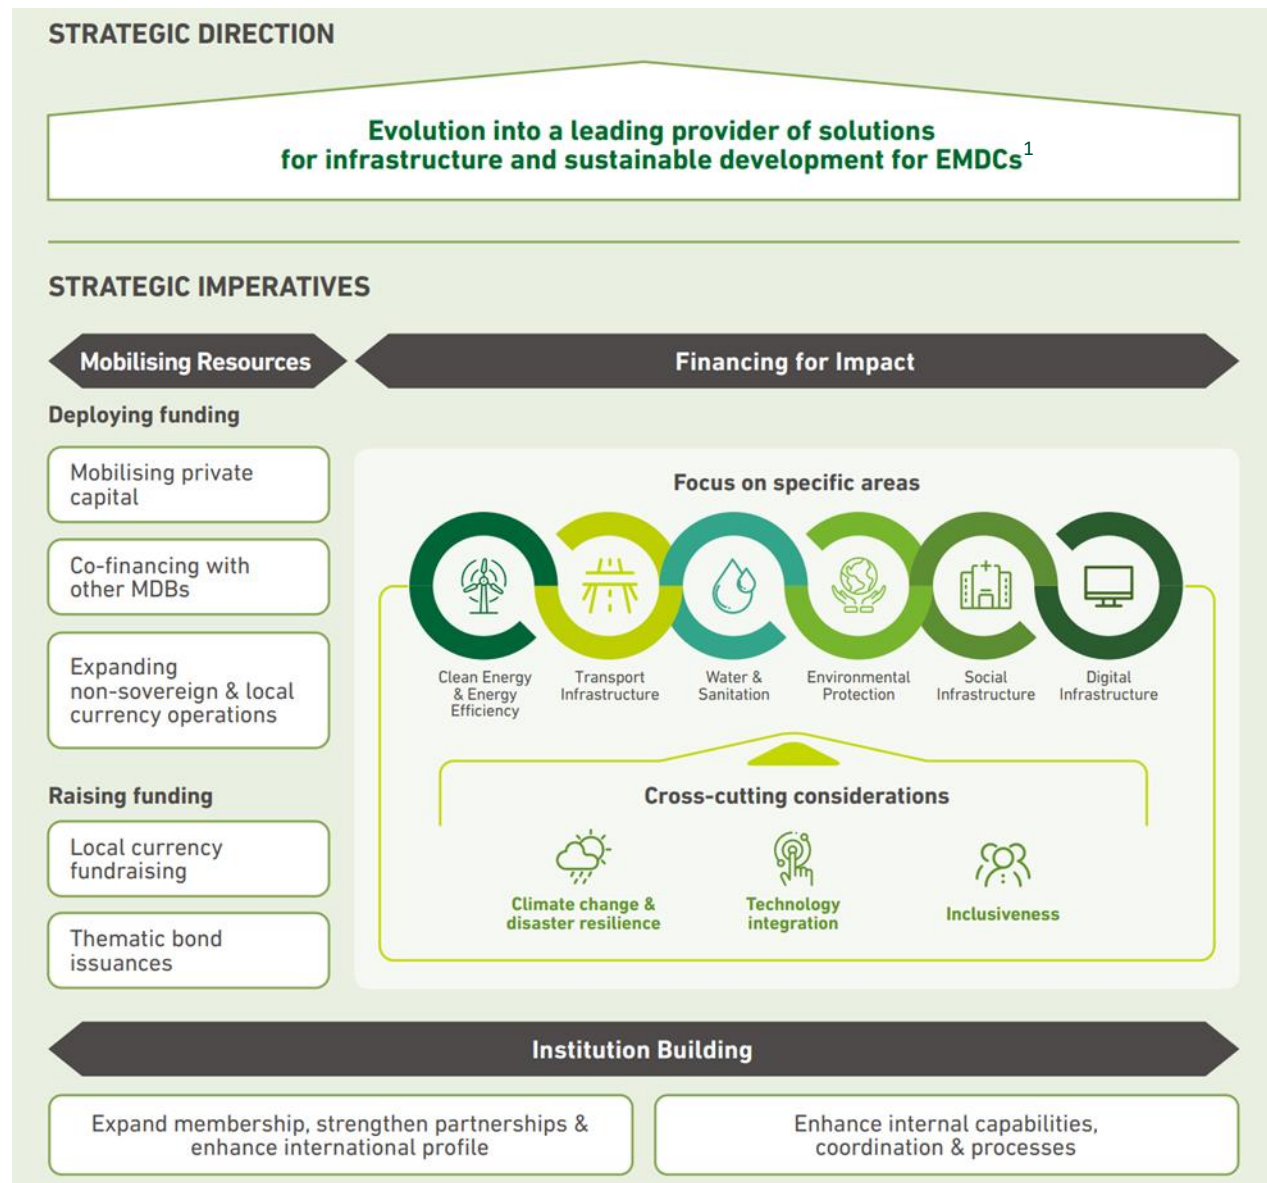 STRATEGIC DIRECTION
Evolution into a leading provider of solutions
for infrastructure and sustainable development for EMDCs1
STRATEGIC IMPERATIVES
Mobilising Resources
Financing for Impact
Deploying funding
Mobilising private
capital
Co-financing with
other MDBs
Expanding
non-sovereign & local
currency operations
Raising funding
Local currency
fundraising
Thematic bond
issuances
Focus on specific areas
Clean Energy
& Energy
Efficiency
Transport
Infrastructure
Water &
Sanitation
Environmental
Protection
Social
Infrastructure
Digital
Infrastructure
Cross-cutting considerations
Climate change &
disaster resilience
Technology
integration
Inclusiveness
Institution Building
Expand membership, strengthen partnerships &
enhance international profile
Enhance internal capabilities,
coordination & processes